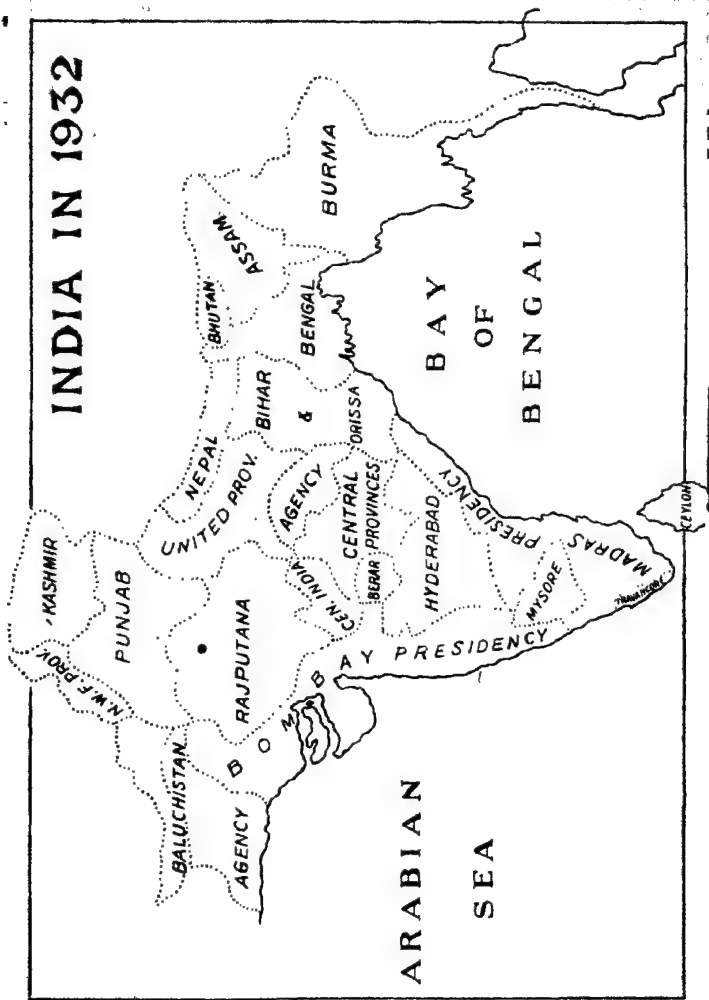 INDIA IN 1932
KASHMIR
N.W.F. PROV.
PUNJAB
BALUCHISTAN
AGENCY
RAJPUTANA
UNITED PROV.
NEPAL
BHUTAN
ASSAM
BURMA
BIHAR
&
ORISSA
BENGAL
CEN. INDIA
AGENCY
CENTRAL
PROVINCES
BERAR
HYDERABAD
BOMBAY PRESIDENCY
MADRAS
PRESIDENCY
MYSORE
TRAVANCORE
CEYLON
ARABIAN
SEA
BAY
OF
BENGAL